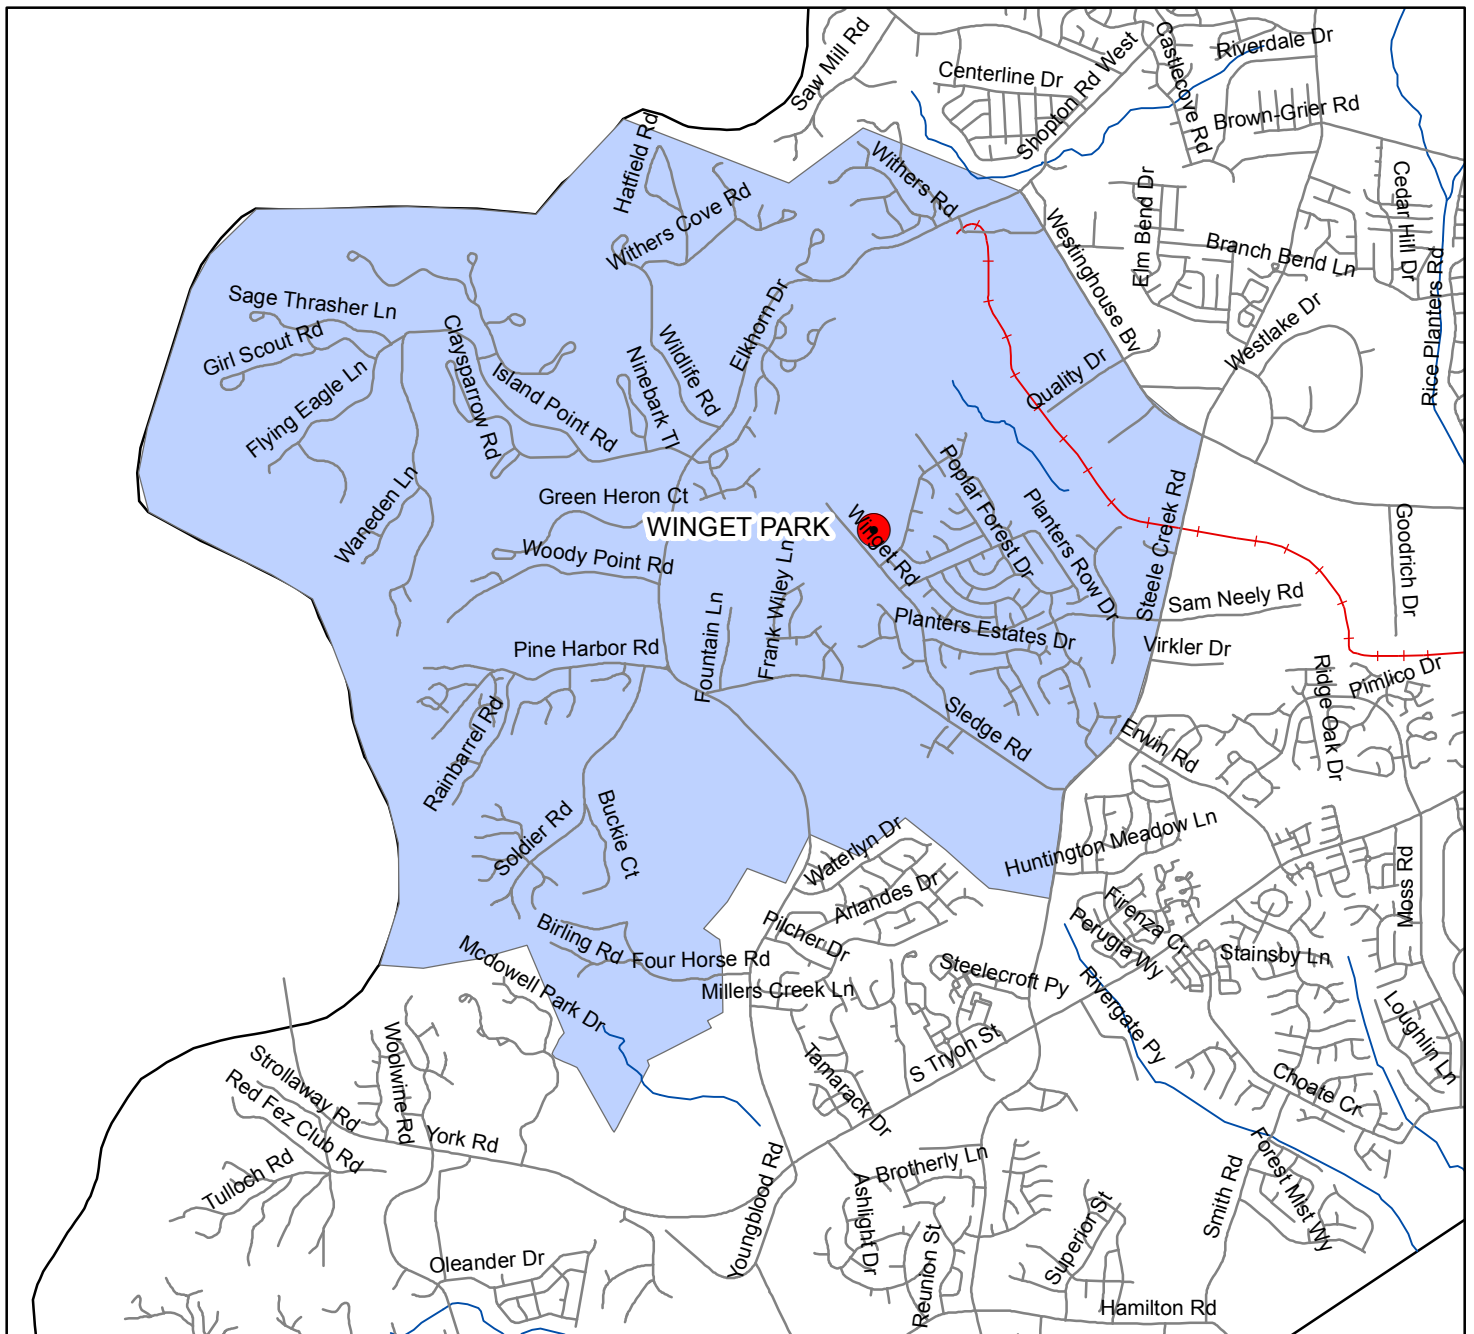 Saw Mill Rd
Centerline Dr
Shopton Rd West
Castlecove Rd
Riverdale Dr
Brown-Grier Rd
Hatfield Rd
Withers Cove Rd
Withers Rd
Westinghouse Bv
Elm Bend Dr
Branch Bend Ln
Cedar Hill Dr
Rice Planters Rd
Westlake Dr
Sage Thrasher Ln
Girl Scout Rd
Flying Eagle Ln
Claysparrow Rd
Island Point Rd
Ninebark Tl
Wildlife Rd
Elkhorn Dr
Quality Dr
Waneden Ln
Green Heron Ct
WINGET PARK
Winget Rd
Poplar Forest Dr
Planters Row Dr
Steele Creek Rd
Goodrich Dr
Woody Point Rd
Frank Wiley Ln
Fountain Ln
Planters Estates Dr
Sam Neely Rd
Virkler Dr
Pine Harbor Rd
Ridge Oak Dr
Pimlico Dr
Rainbarrel Rd
Sledge Rd
Erwin Rd
Soldier Rd
Buckie Ct
Waterlyn Dr
Huntington Meadow Ln
Moss Rd
Arlandes Dr
Pilcher Dr
Firenza Cr
Perugia Wy
Stainsby Ln
Birling Rd
Four Horse Rd
Mcdowell Park Dr
Millers Creek Ln
Steelecroft Py
Rivergate Py
Loughlin Ln
S Tryon St
Tamarack Dr
Choate Cr
Strollaway Rd
Red Fez Club Rd
Woolwine Rd
York Rd
Tulloch Rd
Brotherly Ln
Youngblood Rd
Ashlight Dr
Reunion St
Superior St
Smith Rd
Forest Mist Wy
Oleander Dr
Hamilton Rd